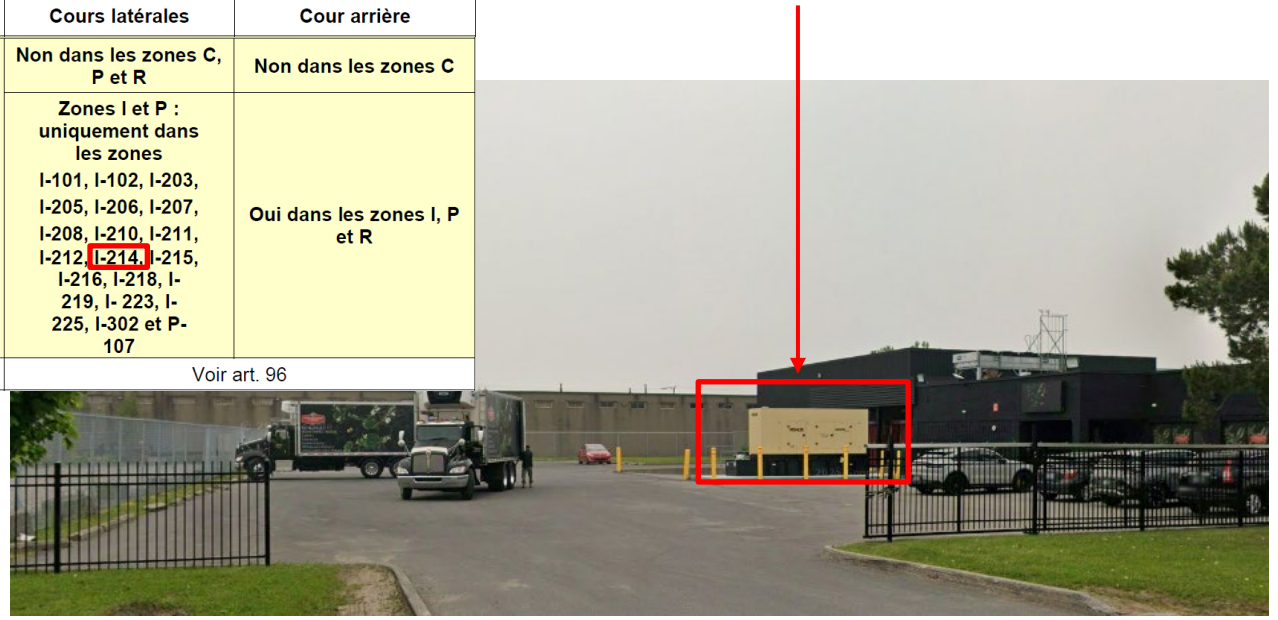 Cours latérales
Cour arrière
Non dans les zones C,
P et R
Non dans les zones C
Zones I et P :
uniquement dans
les zones
I-101, I-102, I-203,
I-205, I-206, I-207,
I-208, I-210, I-211,
I-212, I-214, I-215,
I-216, I-218, I-
219, I- 223, I-
225, I-302 et P-
107
Oui dans les zones I, P
et R
Voir art. 96